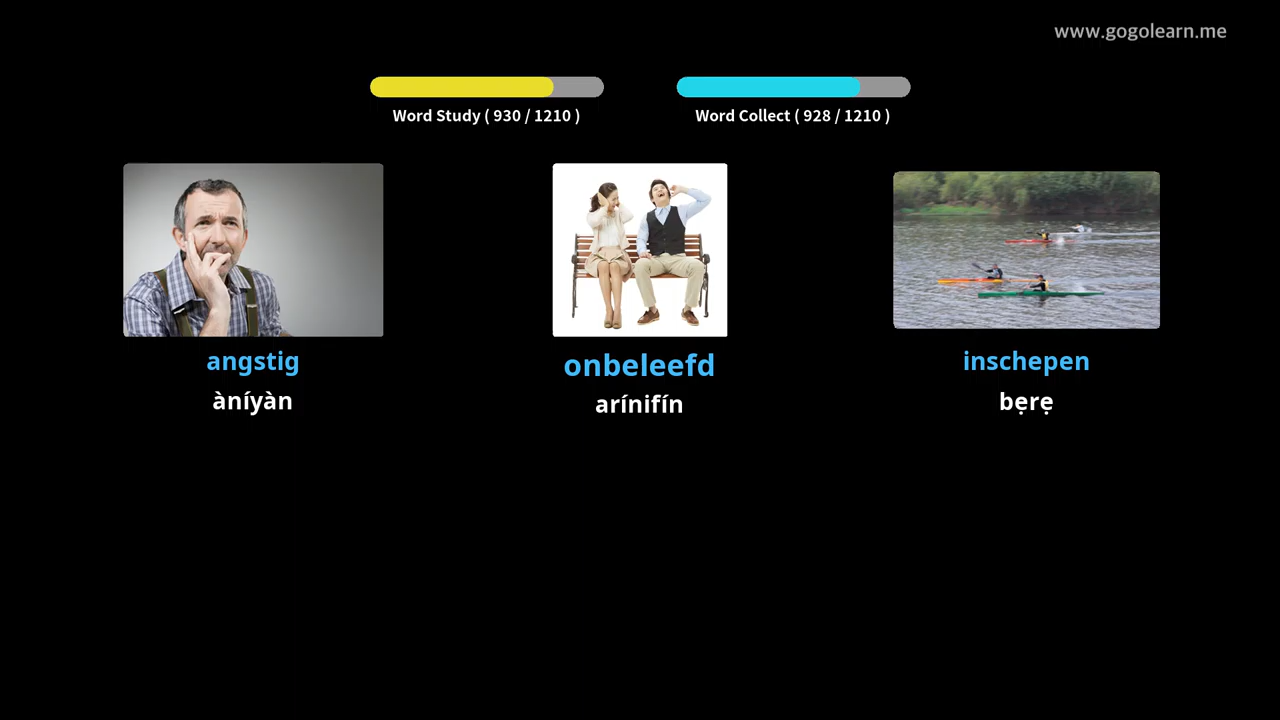 www.gogolearn.me
Word Study ( 930 / 1210 )
Word Collect ( 928 / 1210 )
angstig
àníyàn
onbeleefd
arínifín
inschepen
bẹrẹ